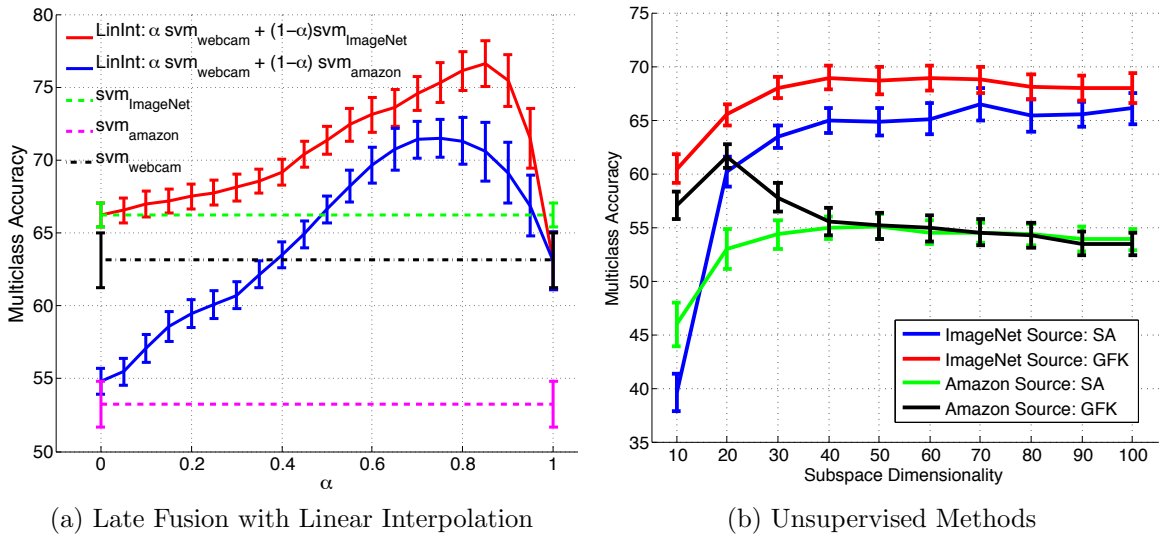 80
75
70
65
60
55
50
Multiclass Accuracy
LinInt: α svm_webcam + (1−α)svm_ImageNet
LinInt: α svm_webcam + (1−α) svm_amazon
svm_ImageNet
svm_amazon
svm_webcam
0 0.2 0.4 0.6 0.8 1
α
(a) Late Fusion with Linear Interpolation
75
70
65
60
55
50
45
40
35
Multiclass Accuracy
ImageNet Source: SA
ImageNet Source: GFK
Amazon Source: SA
Amazon Source: GFK
10 20 30 40 50 60 70 80 90 100
Subspace Dimensionality
(b) Unsupervised Methods